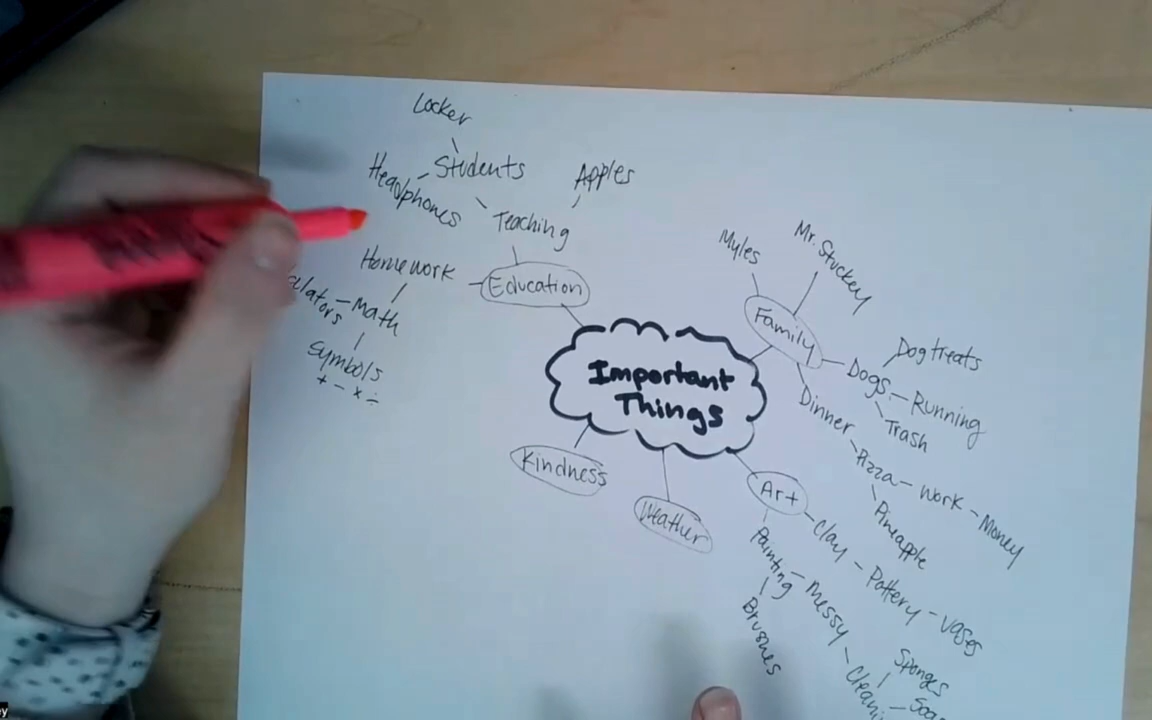 Locker
Students
Headphones
Apples
Teaching
Homework
Education
Math
Symbols
+ - x ÷
Important
Things
Myles
Mr. Stuckey
Family
Dog treats
Dogs
Running
Trash
Dinner
Pizza
Work
Money
Pineapple
Kindness
Weather
Art
Clay
Pottery
Vases
Painting
Messy
Brushes
Sponges